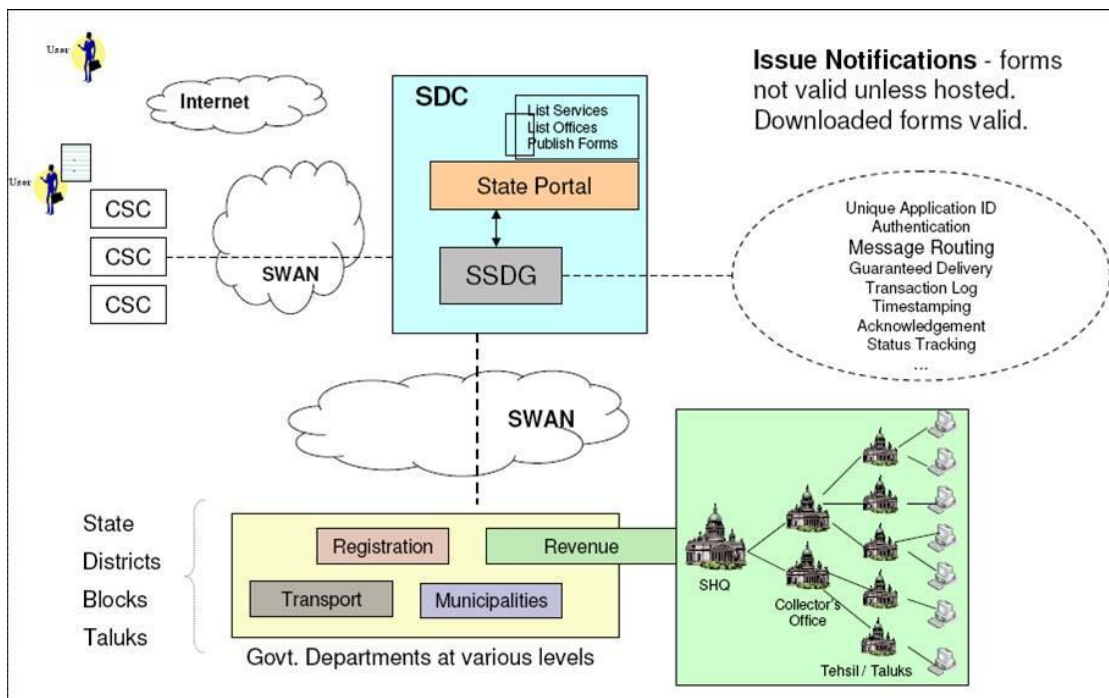 User
Internet
User
CSC
CSC
CSC
SWAN
SDC
List Services
List Offices
Publish Forms
State Portal
SSDG
Issue Notifications - forms
not valid unless hosted.
Downloaded forms valid.
Unique Application ID
Authentication
Message Routing
Guaranteed Delivery
Transaction Log
Timestamping
Acknowledgement
Status Tracking
...
SWAN
State
Districts
Blocks
Taluks
Registration
Revenue
Transport
Municipalities
Govt. Departments at various levels
SHQ
Collector's
Office
Tehsil / Taluks